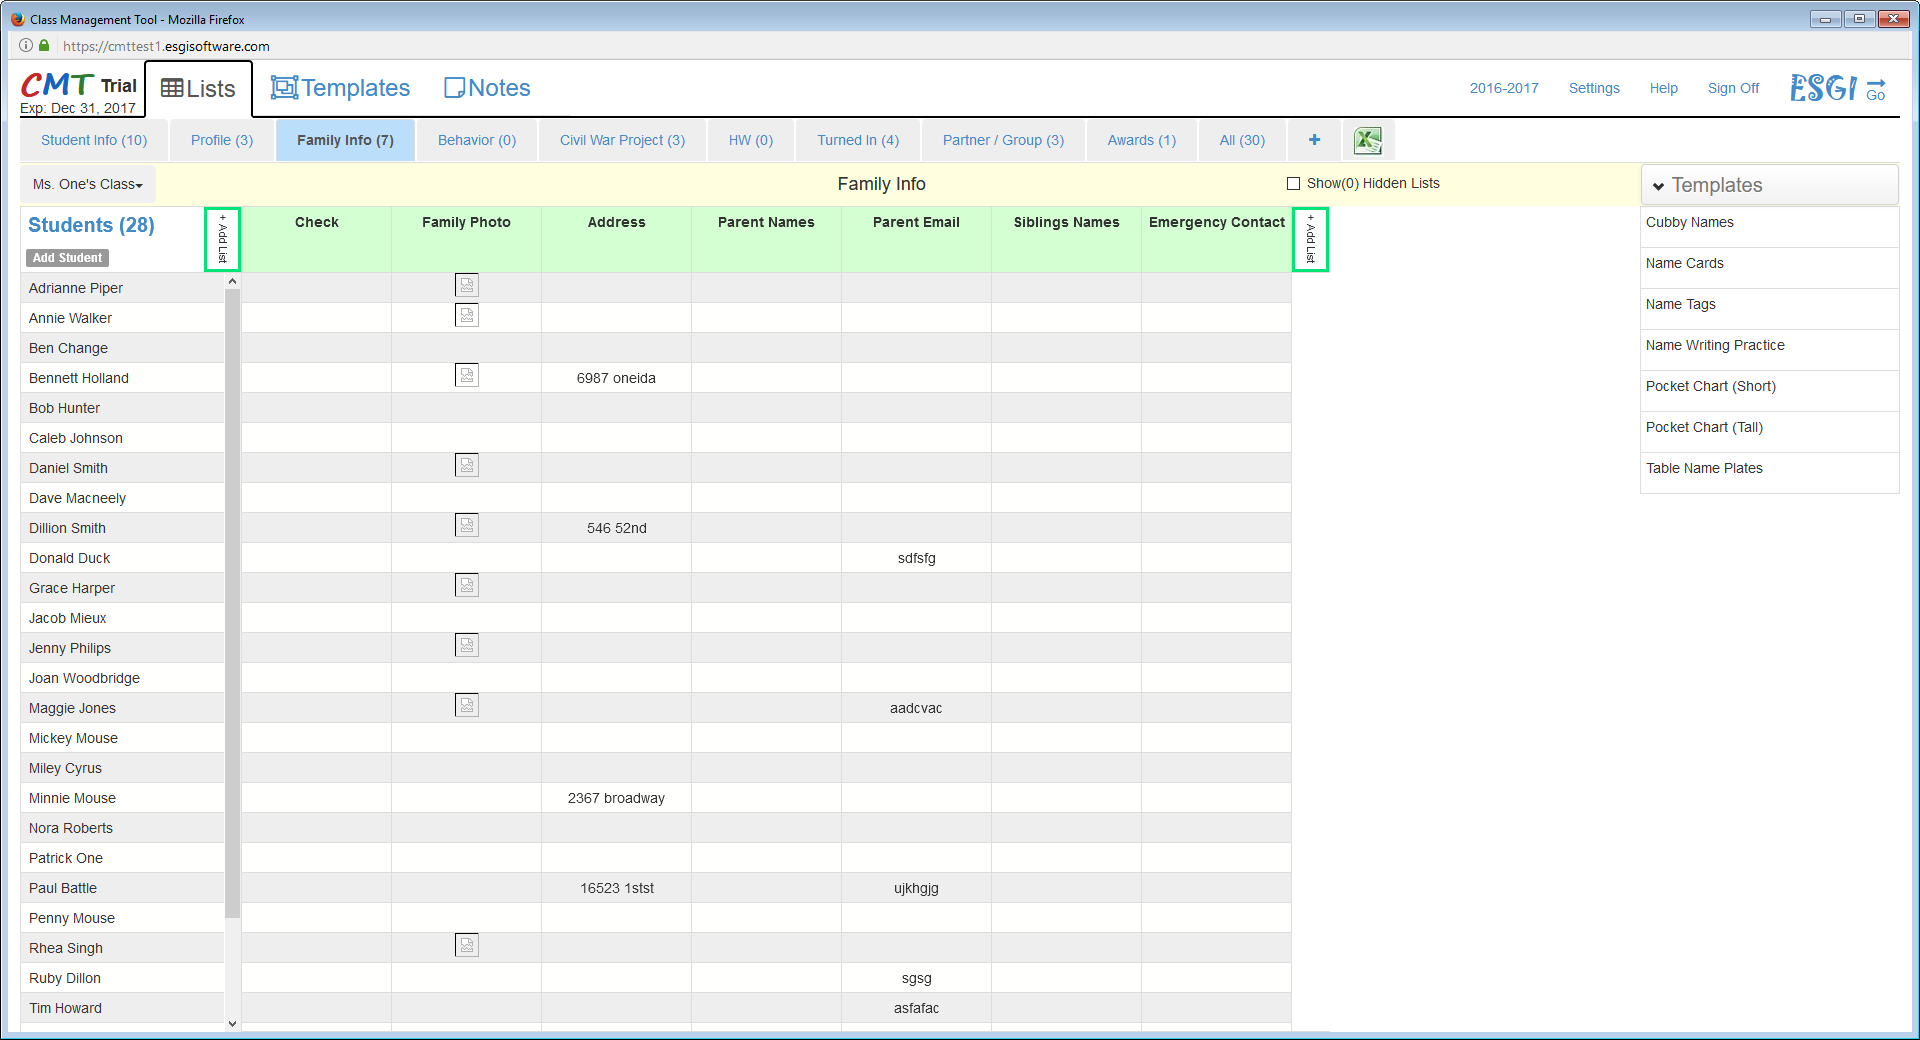 Class Management Tool - Mozilla Firefox
https://cmttest1.esgisoftware.com
CMT Trial
Exp: Dec 31, 2017
Lists
Templates
Notes
2016-2017
Settings
Help
Sign Off
ESGI
Go
Student Info (10)
Profile (3)
Family Info (7)
Behavior (0)
Civil War Project (3)
HW (0)
Turned In (4)
Partner / Group (3)
Awards (1)
All (30)
+
Ms. One's Class
Family Info
Show(0) Hidden Lists
Templates
Students (28)
Add Student
+ Add List
Check
Family Photo
Address
Parent Names
Parent Email
Siblings Names
Emergency Contact
+ Add List
Cubby Names
Name Cards
Name Tags
Name Writing Practice
Pocket Chart (Short)
Pocket Chart (Tall)
Table Name Plates
Adrianne Piper
Annie Walker
Ben Change
Bennett Holland 6987 oneida
Bob Hunter
Caleb Johnson
Daniel Smith
Dave Macneely
Dillion Smith 546 52nd
Donald Duck sdfsfg
Grace Harper
Jacob Mieux
Jenny Philips
Joan Woodbridge
Maggie Jones aadcvac
Mickey Mouse
Miley Cyrus
Minnie Mouse 2367 broadway
Nora Roberts
Patrick One
Paul Battle 16523 1stst ujkhgjg
Penny Mouse
Rhea Singh
Ruby Dillon sgsg
Tim Howard asfafac